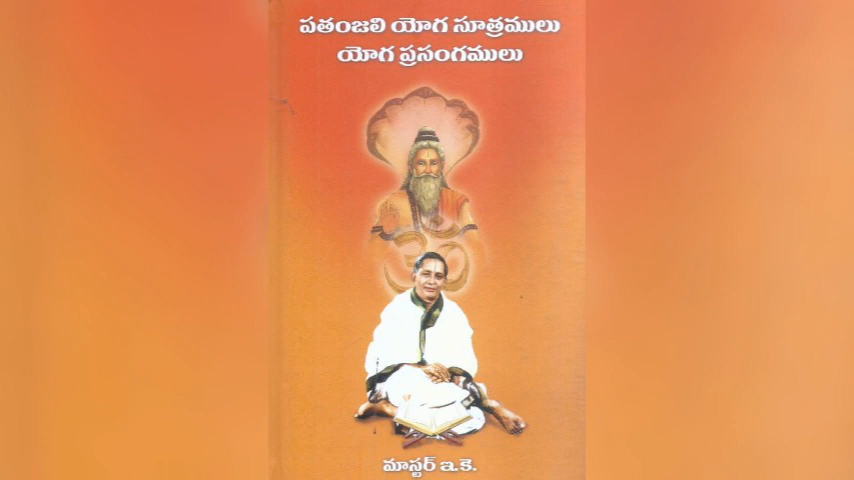 పతంజలి యోగ సూత్రములు
యోగ ప్రసంగములు
మాస్టర్ ఇ.కె.